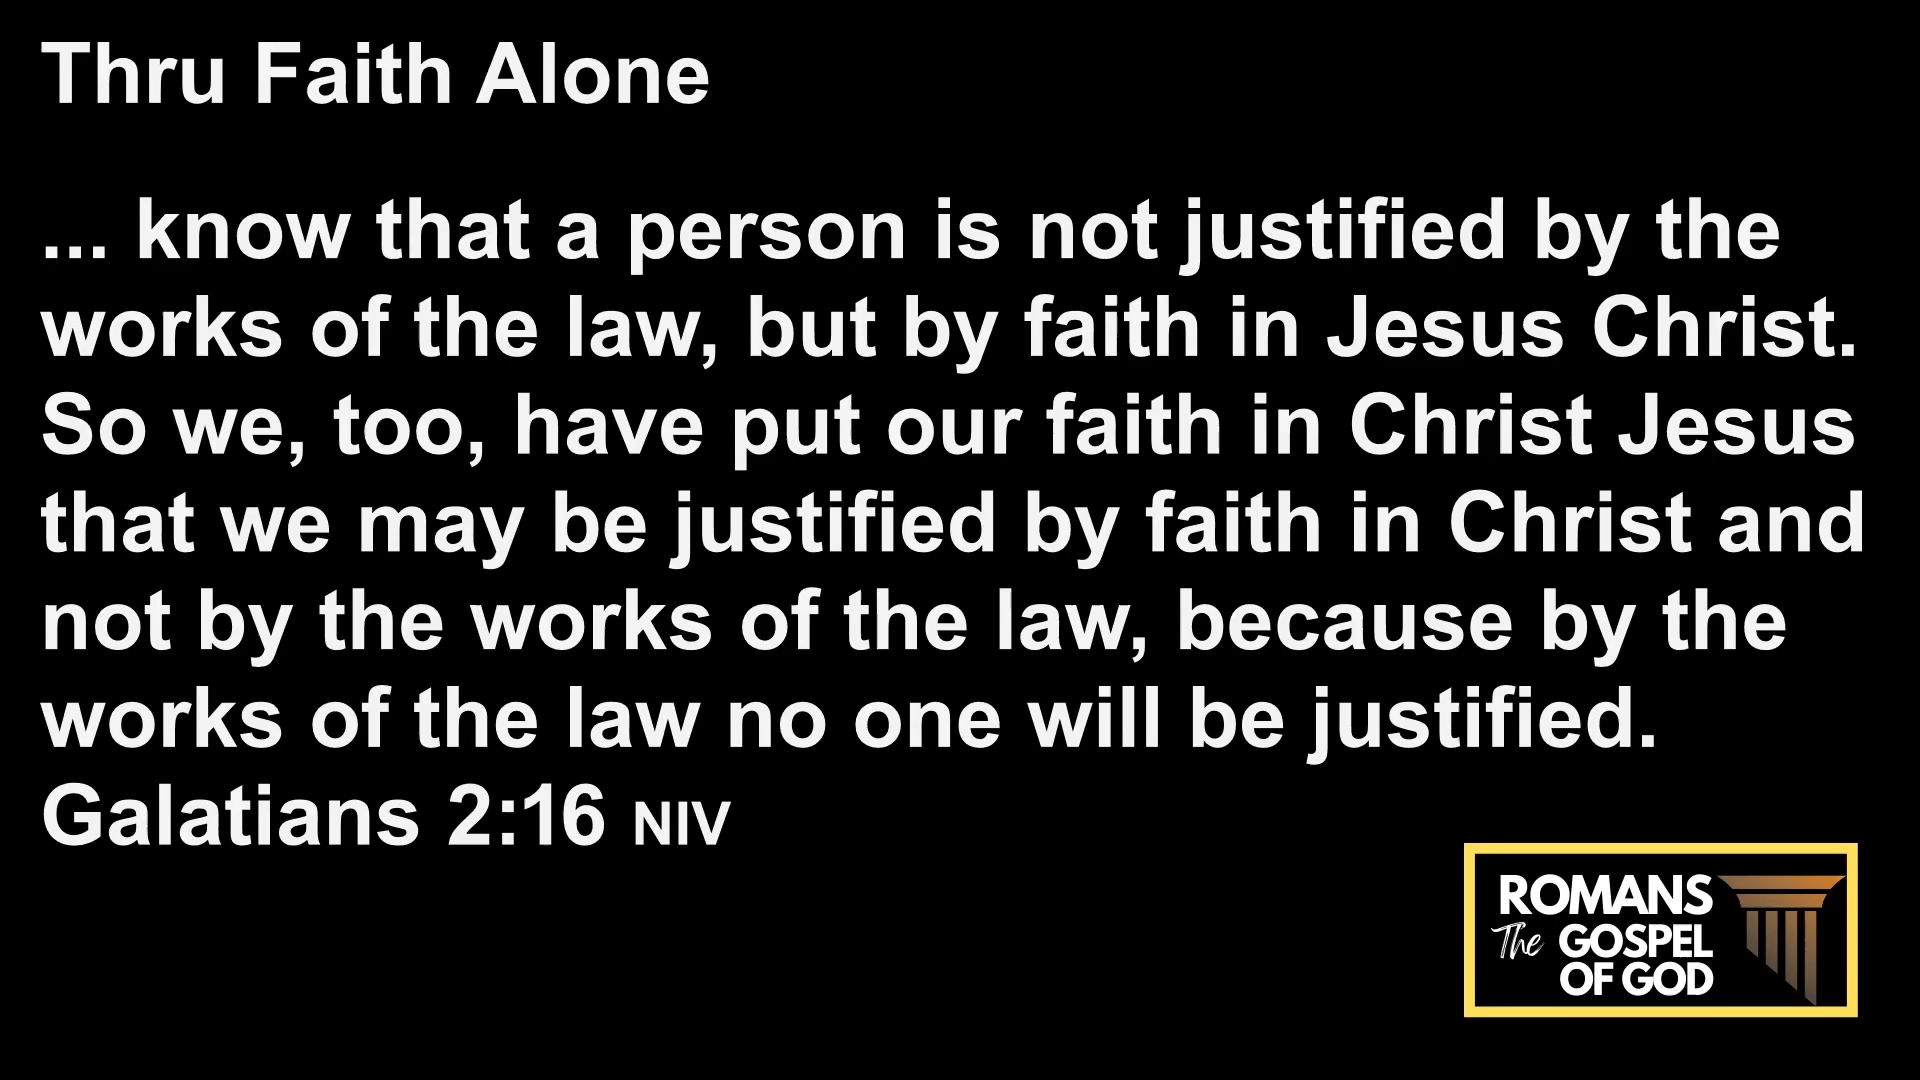 Thru Faith Alone
... know that a person is not justified by the
works of the law, but by faith in Jesus Christ.
So we, too, have put our faith in Christ Jesus
that we may be justified by faith in Christ and
not by the works of the law, because by the
works of the law no one will be justified.
Galatians 2:16 NIV
ROMANS
The GOSPEL
OF GOD